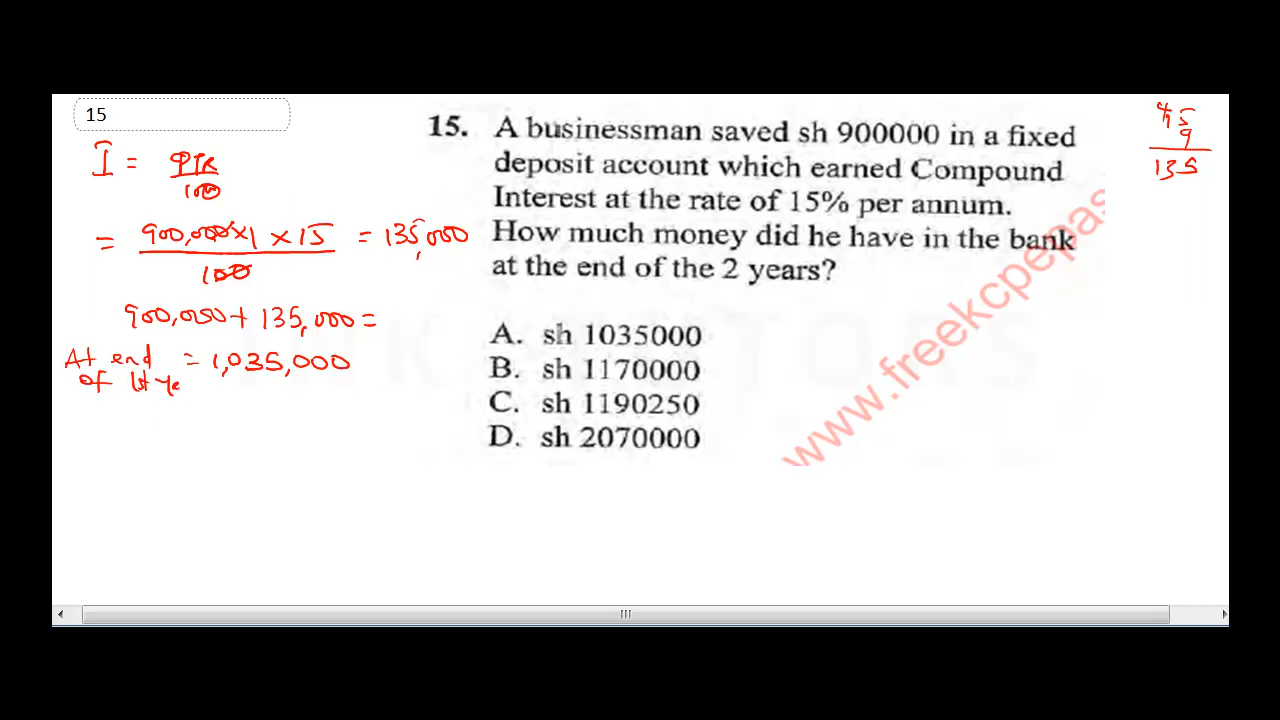 15
I = PTR
100
= 900,000 x 1 x 15 = 135,000
100
900,000 + 135,000 =
At end = 1,035,000
of 1st
15. A businessman saved sh 900000 in a fixed
deposit account which earned Compound
Interest at the rate of 15% per annum.
How much money did he have in the bank
at the end of the 2 years?
A. sh 1035000
B. sh 1170000
C. sh 1190250
D. sh 2070000
www.freekcpepas
4
15
9
135